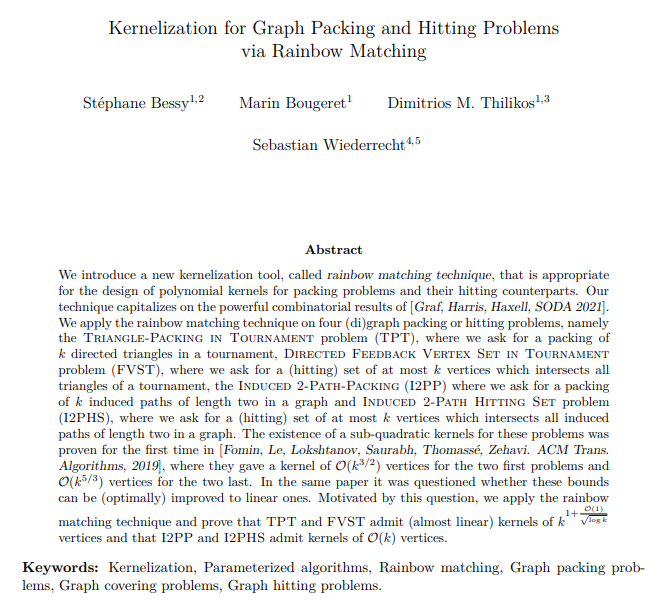 Kernelization for Graph Packing and Hitting Problems
via Rainbow Matching
Stéphane Bessy1,2 Marin Bougeret1 Dimitrios M. Thilikos1,3
Sebastian Wiederrecht4,5
Abstract
We introduce a new kernelization tool, called rainbow matching technique, that is appropriate
for the design of polynomial kernels for packing problems and their hitting counterparts. Our
technique capitalizes on the powerful combinatorial results of [Graf, Harris, Haxell, SODA 2021].
We apply the rainbow matching technique on four (di)graph packing or hitting problems, namely
the TRIANGLE-PACKING IN TOURNAMENT problem (TPT), where we ask for a packing of
k directed triangles in a tournament, DIRECTED FEEDBACK VERTEX SET IN TOURNAMENT
problem (FVST), where we ask for a (hitting) set of at most k vertices which intersects all
triangles of a tournament, the INDUCED 2-PATH-PACKING (I2PP) where we ask for a packing
of k induced paths of length two in a graph and INDUCED 2-PATH HITTING SET problem
(I2PHS), where we ask for a (hitting) set of at most k vertices which intersects all induced
paths of length two in a graph. The existence of a sub-quadratic kernels for these problems was
proven for the first time in [Fomin, Le, Lokshtanov, Saurabh, Thomassé, Zehavi. ACM Trans.
Algorithms, 2019], where they gave a kernel of O(k^{3/2}) vertices for the two first problems and
O(k^{5/3}) vertices for the two last. In the same paper it was questioned whether these bounds
can be (optimally) improved to linear ones. Motivated by this question, we apply the rainbow
matching technique and prove that TPT and FVST admit (almost linear) kernels of k^{1+O(1)/√log k}
vertices and that I2PP and I2PHS admit kernels of O(k) vertices.
Keywords: Kernelization, Parameterized algorithms, Rainbow matching, Graph packing prob-
lems, Graph covering problems, Graph hitting problems.